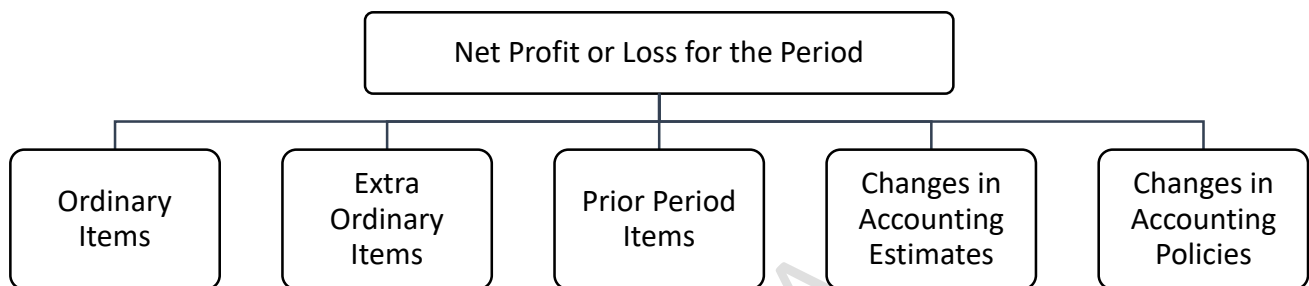 Net Profit or Loss for the Period
Ordinary
Items
Extra
Ordinary
Items
Prior Period
Items
Changes in
Accounting
Estimates
Changes in
Accounting
Policies